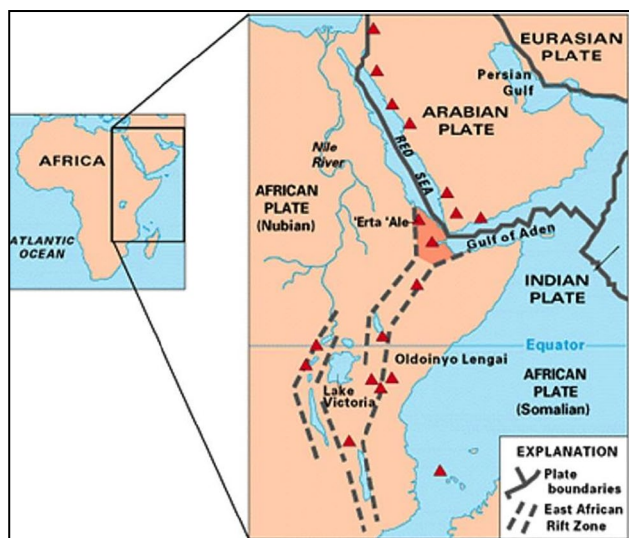 AFRICA
ATLANTIC
OCEAN
EURASIAN
PLATE
Persian
Gulf
ARABIAN
PLATE
Nile
River
RED SEA
AFRICAN
PLATE
(Nubian)
'Erta 'Ale
Gulf of Aden
INDIAN
PLATE
Equator
Oldoinyo Lengai
Lake
Victoria
AFRICAN
PLATE
(Somalian)
EXPLANATION
Plate
boundaries
East African
Rift Zone